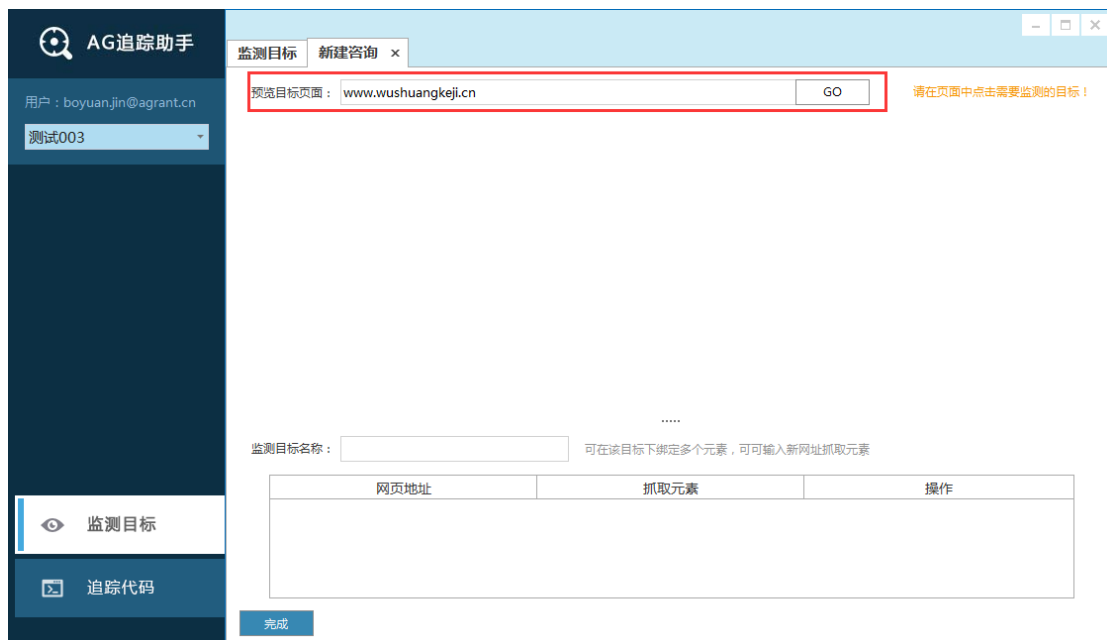 AG追踪助手
用户：boyuan.jin@agrant.cn
测试003
监测目标
追踪代码
监测目标 新建咨询 ×
预览目标页面： www.wushuangkeji.cn GO 请在页面中点击需要监测的目标！
.....
监测目标名称： 可在该目标下绑定多个元素，可可输入新网址抓取元素
网页地址 抓取元素 操作
完成